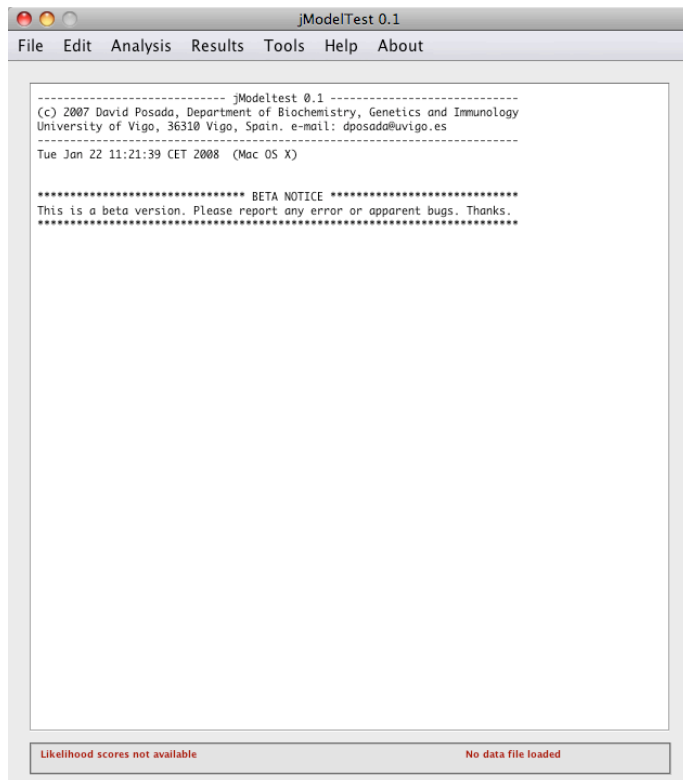 jModelTest 0.1
File Edit Analysis Results Tools Help About
---------------------------- jModeltest 0.1 ----------------------------
(c) 2007 David Posada, Department of Biochemistry, Genetics and Immunology
University of Vigo, 36310 Vigo, Spain. e-mail: dposada@uvigo.es
--------------------------------------------------------------------------
Tue Jan 22 11:21:39 CET 2008 (Mac OS X)
******************************** BETA NOTICE *****************************
This is a beta version. Please report any error or apparent bugs. Thanks.
**************************************************************************
Likelihood scores not available No data file loaded